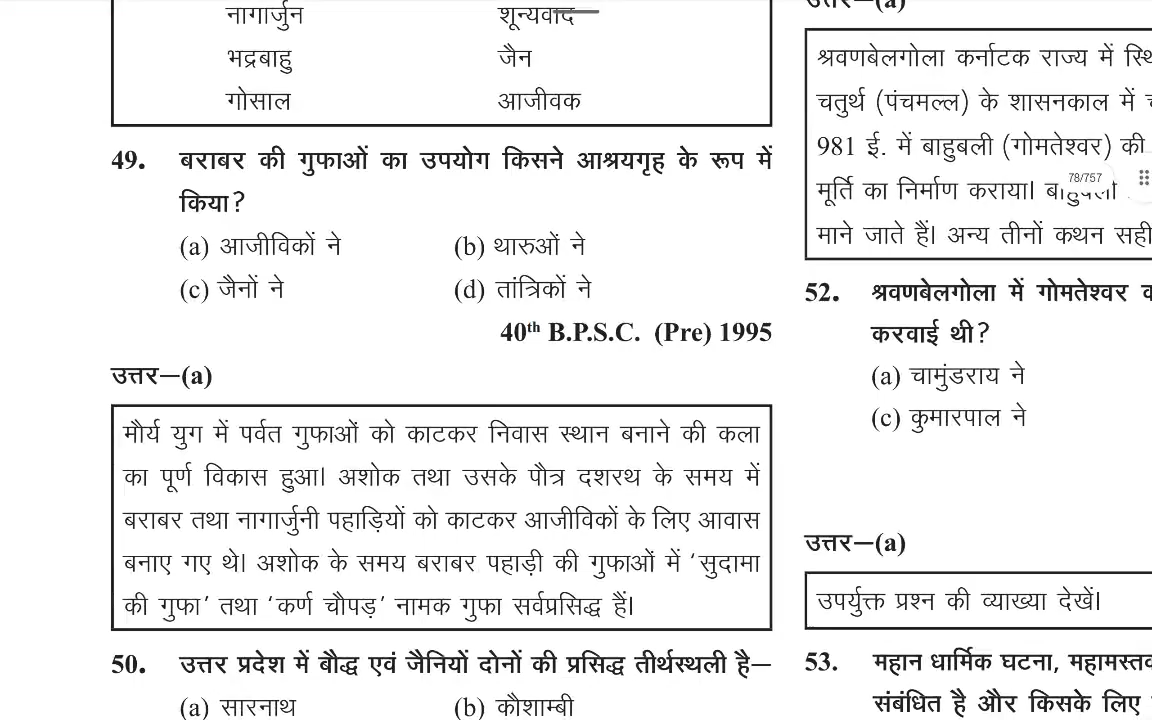 नागार्जुन शून्यवाद
भद्रबाहु जैन
गोसाल आजीवक
49. बराबर की गुफाओं का उपयोग किसने आश्रयगृह के रूप में
किया?
(a) आजीविकों ने (b) थारुओं ने
(c) जैनों ने (d) तांत्रिकों ने
40th B.P.S.C. (Pre) 1995
उत्तर—(a)
मौर्य युग में पर्वत गुफाओं को काटकर निवास स्थान बनाने की कला
का पूर्ण विकास हुआ। अशोक तथा उसके पौत्र दशरथ के समय में
बराबर तथा नागार्जुनी पहाड़ियों को काटकर आजीविकों के लिए आवास
बनाए गए थे। अशोक के समय बराबर पहाड़ी की गुफाओं में ‘सुदामा
की गुफा’ तथा ‘कर्ण चौपड़’ नामक गुफा सर्वप्रसिद्ध हैं।
50. उत्तर प्रदेश में बौद्ध एवं जैनियों दोनों की प्रसिद्ध तीर्थस्थली है—
(a) सारनाथ (b) कौशाम्बी
उत्तर—(a)
श्रवणबेलगोला कर्नाटक राज्य में
चतुर्थ (पंचमल्ल) के शासनकाल में
981 ई. में बाहुबली (गोमतेश्वर) की
मूर्ति का निर्माण कराया।
78/757
माने जाते हैं। अन्य तीनों कथन सही
52. श्रवणबेलगोला में गोमतेश्वर
करवाई थी?
(a) चामुंडराय ने
(c) कुमारपाल ने
उत्तर—(a)
उपर्युक्त प्रश्न की व्याख्या देखें।
53. महान धार्मिक घटना,
संबंधित है और किसके लिए